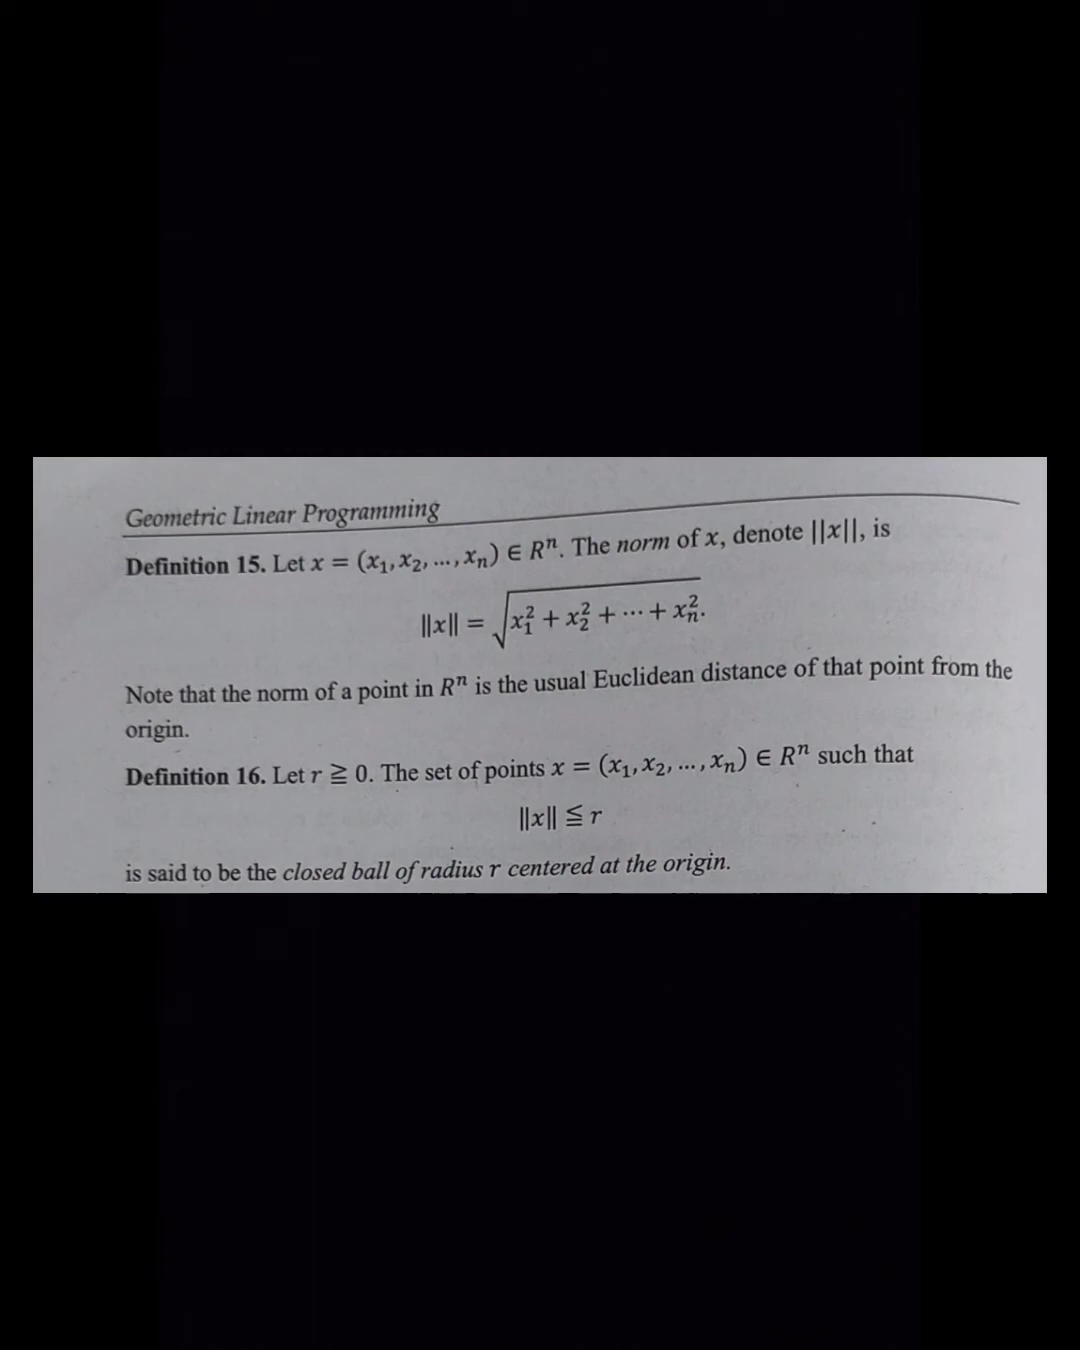 Geometric Linear Programming
Definition 15. Let x = (x₁, x₂, ..., xₙ) ∈ Rⁿ. The norm of x, denote ||x||, is
‖x‖ = √(x₁² + x₂² + ⋯ + xₙ²).
Note that the norm of a point in Rⁿ is the usual Euclidean distance of that point from the
origin.
Definition 16. Let r ≧ 0. The set of points x = (x₁, x₂, ..., xₙ) ∈ Rⁿ such that
‖x‖ ≦ r
is said to be the closed ball of radius r centered at the origin.